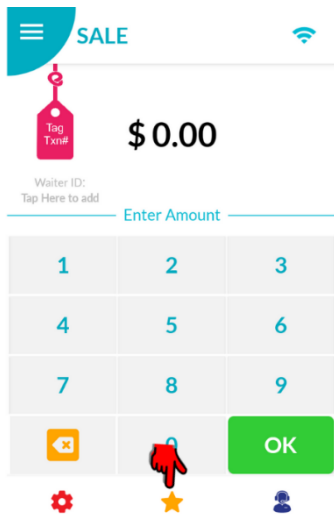 SALE
Tag
Txn#
$ 0.00
Waiter ID:
Tap Here to add
Enter Amount
1 2 3
4 5 6
7 8 9
OK